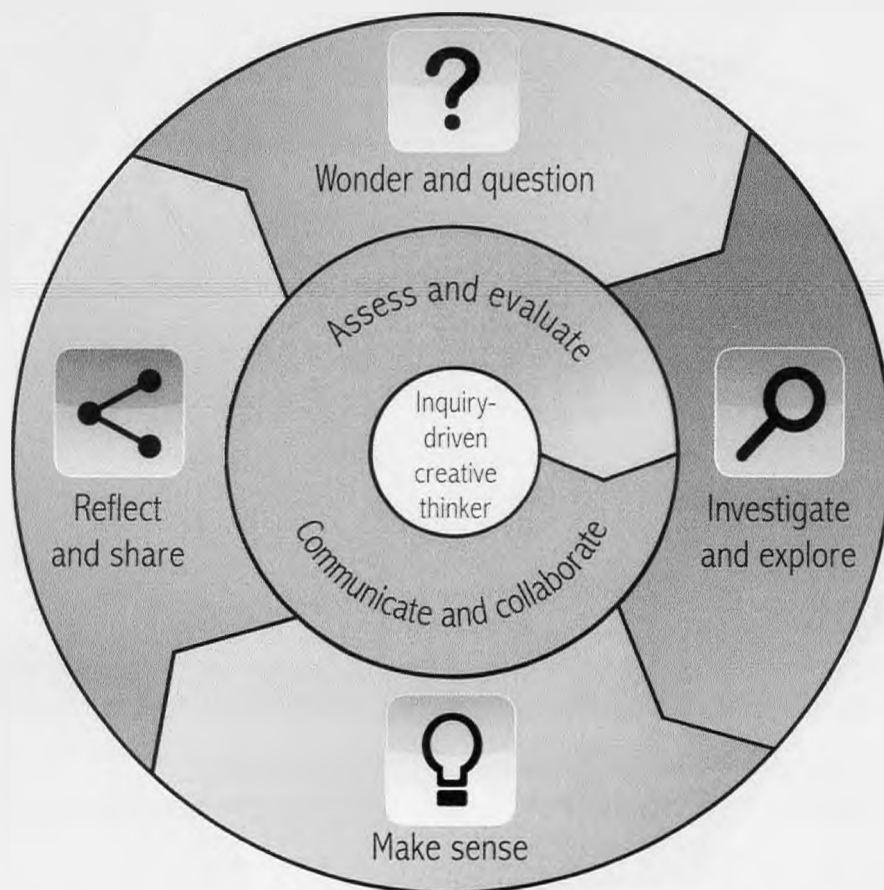 ?
Wonder and question
Assess and evaluate
Inquiry-
driven
creative
thinker
Reflect
and share
Investigate
and explore
Communicate and collaborate
Make sense